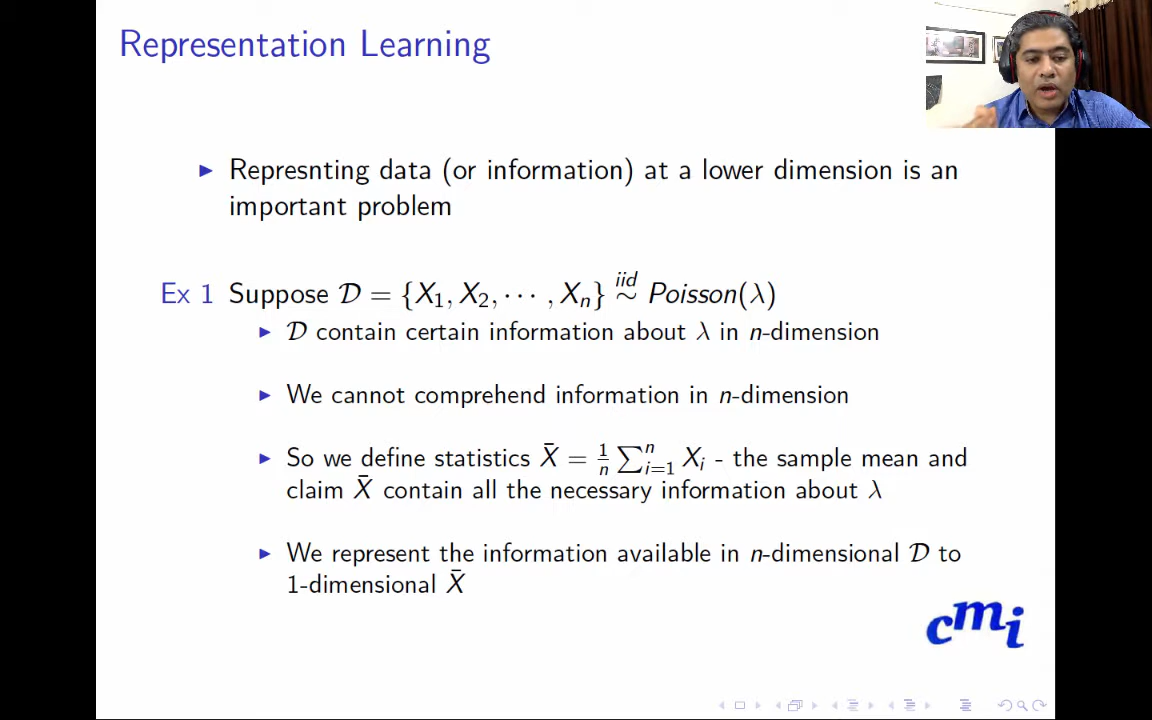 Representation Learning
▶ Represnting data (or information) at a lower dimension is an
important problem
Ex 1 Suppose 𝒟 = {X₁, X₂, ⋯ , Xₙ} iid ∼ Poisson(λ)
▶ 𝒟 contain certain information about λ in n-dimension
▶ We cannot comprehend information in n-dimension
▶ So we define statistics X̄ = 1/n ∑ⁿᵢ₌₁ Xᵢ - the sample mean and
claim X̄ contain all the necessary information about λ
▶ We represent the information available in n-dimensional 𝒟 to
1-dimensional X̄
cmi